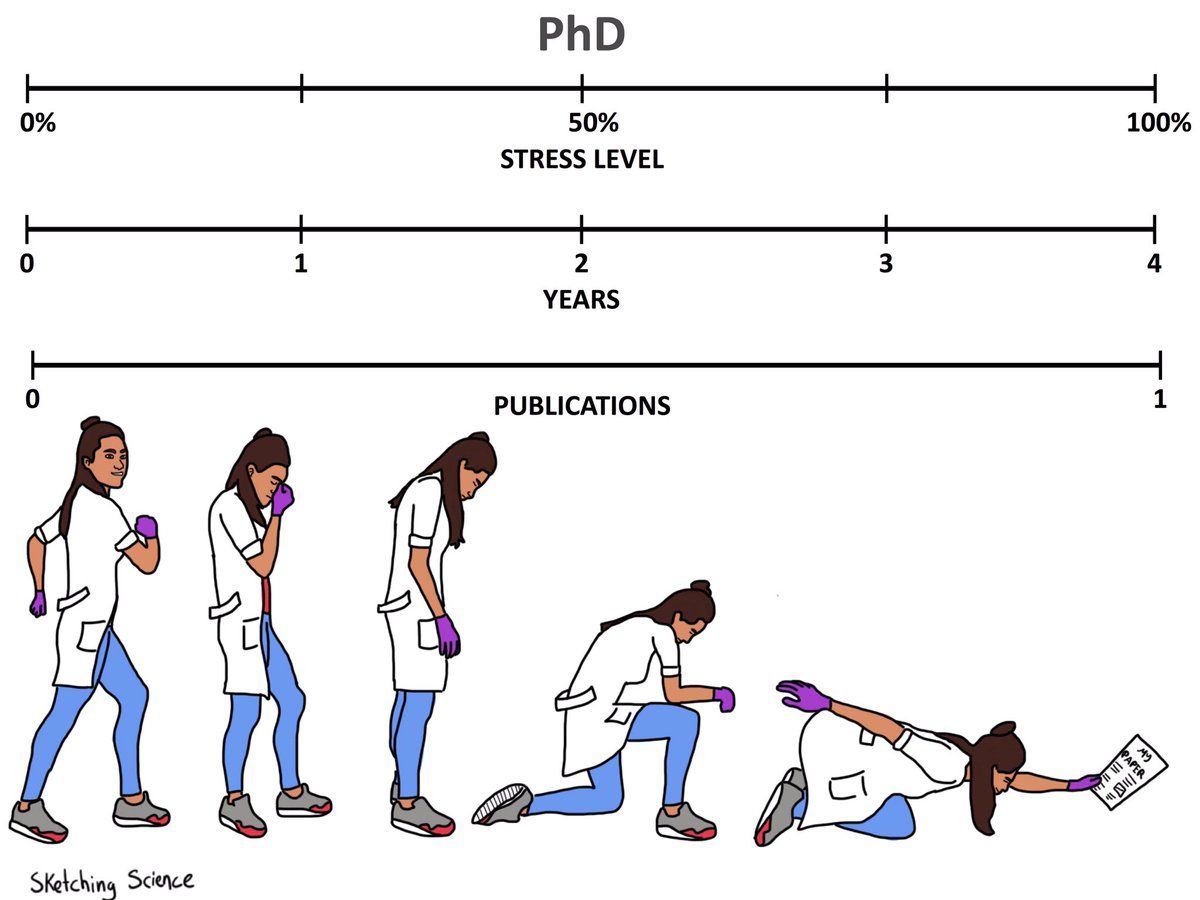 PhD
0% 50% 100%
STRESS LEVEL
0 1 2 3 4
YEARS
0 1
PUBLICATIONS
MY
PAPER
Sketching Science